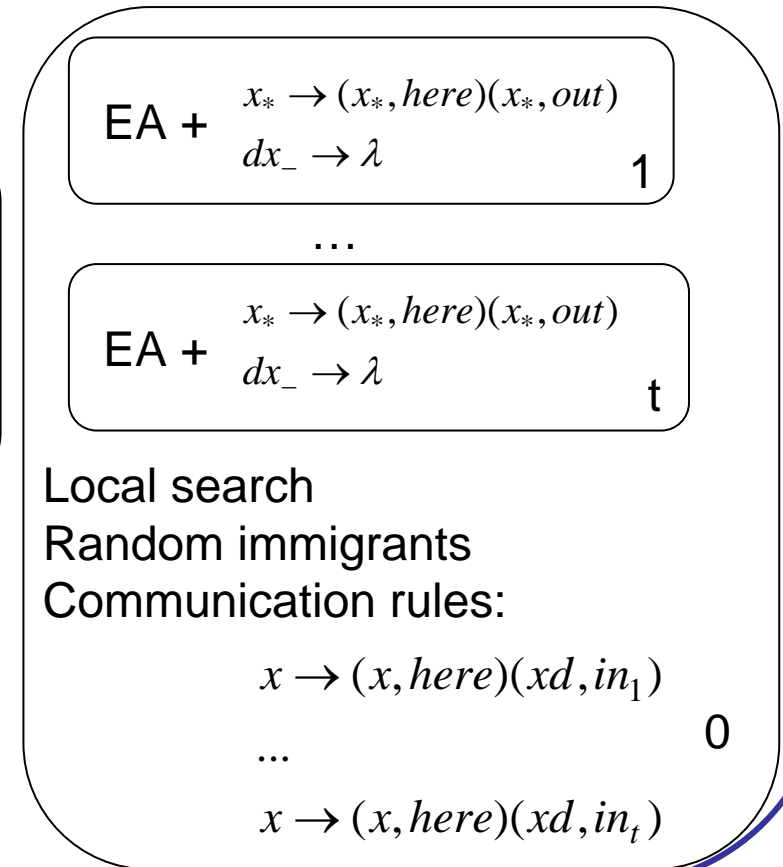 EA + x* → (x*, here)(x*, out)
dx_ → λ
1
…
EA + x* → (x*, here)(x*, out)
dx_ → λ
t
Local search
Random immigrants
Communication rules:
x → (x, here)(xd, in₁)
0
...
x → (x, here)(xd, inₜ)